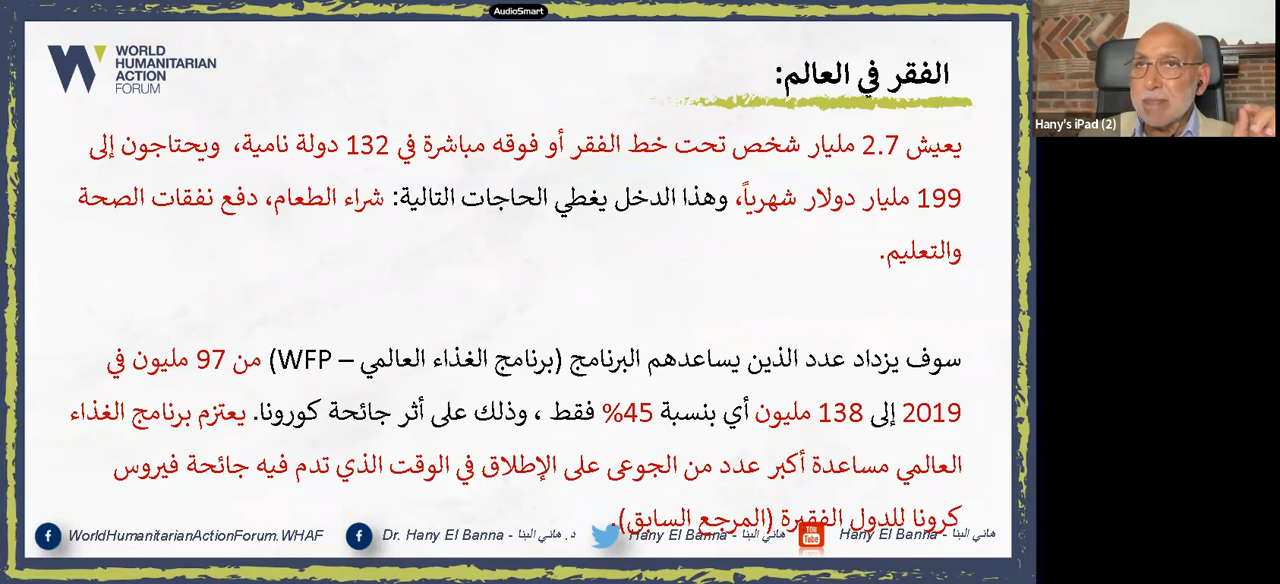 AudioSmart
WORLD
HUMANITARIAN
ACTION
FORUM
الفقر في العالم:
Hany's iPad (2)
يعيش 2.7 مليار شخص تحت خط الفقر أو فوقه مباشرة في 132 دولة نامية، ويحتاجون إلى
199 مليار دولار شهرياً، وهذا الدخل يغطي الحاجات التالية: شراء الطعام، دفع نفقات الصحة
والتعليم.
سوف يزداد عدد الذين يساعدهم البرنامج (برنامج الغذاء العالمي – WFP) من 97 مليون في
2019 إلى 138 مليون أي بنسبة 45% فقط ، وذلك على أثر جائحة كورونا. يعتزم برنامج الغذاء
العالمي مساعدة أكبر عدد من الجوعى على الإطلاق في الوقت الذي تدم فيه جائحة فيروس
كرونا للدول الفقيرة (المرجع السابق).
WorldHumanitarianActionForum.WHAF
Dr. Hany El Banna - د. هاني البنا
Hany El Banna - هاني البنا
You Tube
Hany El Banna - هاني البنا